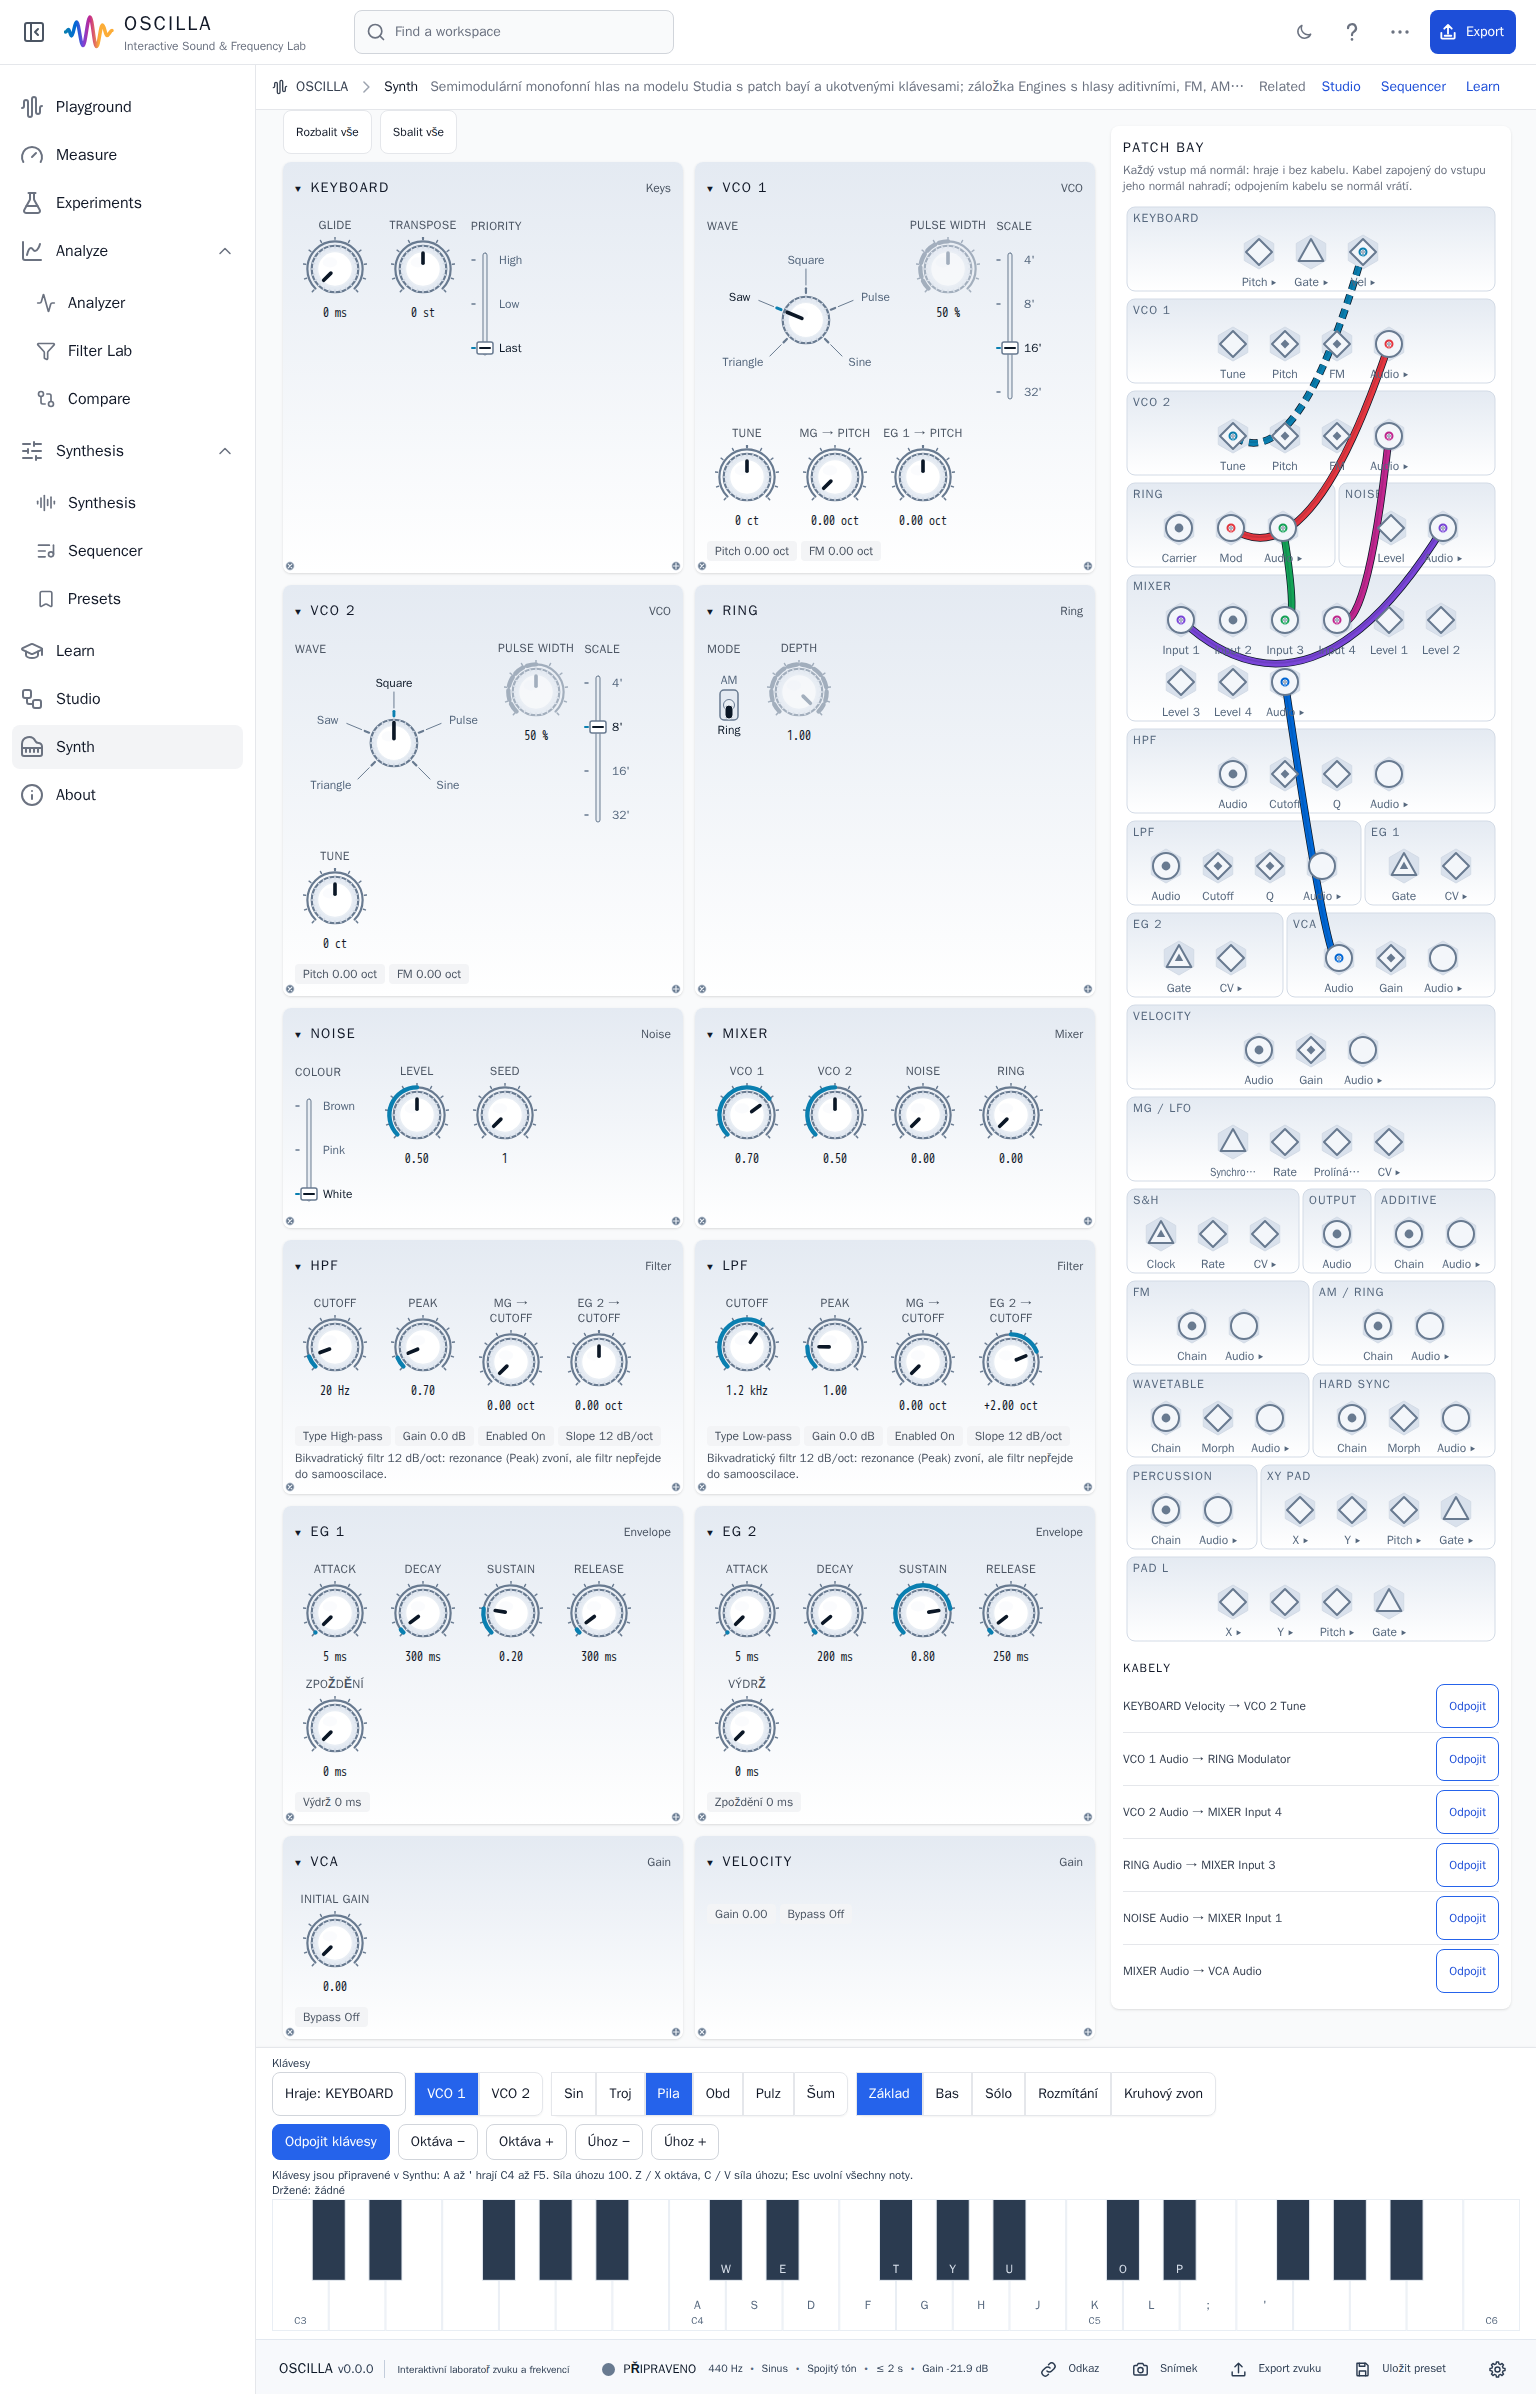 OSCILLA
Interactive Sound & Frequency Lab
Find a workspace
?
Export
Playground
Measure
Experiments
Analyze
Analyzer
Filter Lab
Compare
Synthesis
Synthesis
Sequencer
Presets
Learn
Studio
Synth
About
OSCILLA Synth Semimodulární monofonní hlas na modelu Studia s patch bayí a ukotvenými klávesami; záložka Engines s hlasy aditivními, FM, AM··· Related Studio Sequencer Learn
Rozbalit vše Sbalit vše
KEYBOARD Keys
GLIDE TRANSPOSE PRIORITY
High
Low
Last
0 ms 0 st
VCO 1 VCO
WAVE PULSE WIDTH SCALE
Square
Saw Pulse
Triangle Sine
50 %
4'
8'
16'
32'
TUNE MG → PITCH EG 1 → PITCH
0 ct 0.00 oct 0.00 oct
Pitch 0.00 oct FM 0.00 oct
VCO 2 VCO
WAVE PULSE WIDTH SCALE
Square
Saw Pulse
Triangle Sine
50 %
4'
8'
16'
32'
TUNE
0 ct
Pitch 0.00 oct FM 0.00 oct
RING Ring
MODE DEPTH
AM
Ring
1.00
NOISE Noise
COLOUR LEVEL SEED
Brown
Pink
White
0.50 1
MIXER Mixer
VCO 1 VCO 2 NOISE RING
0.70 0.50 0.00 0.00
HPF Filter
CUTOFF PEAK MG → CUTOFF EG 2 → CUTOFF
20 Hz 0.70 0.00 oct 0.00 oct
Type High-pass Gain 0.0 dB Enabled On Slope 12 dB/oct
Bikvadratický filtr 12 dB/oct: rezonance (Peak) zvoní, ale filtr nepřejde
do samooscilace.
LPF Filter
CUTOFF PEAK MG → CUTOFF EG 2 → CUTOFF
1.2 kHz 1.00 0.00 oct +2.00 oct
Type Low-pass Gain 0.0 dB Enabled On Slope 12 dB/oct
Bikvadratický filtr 12 dB/oct: rezonance (Peak) zvoní, ale filtr nepřejde
do samooscilace.
EG 1 Envelope
ATTACK DECAY SUSTAIN RELEASE
5 ms 300 ms 0.20 300 ms
ZPOŽDĚNÍ
0 ms
Výdrž 0 ms
EG 2 Envelope
ATTACK DECAY SUSTAIN RELEASE
5 ms 200 ms 0.80 250 ms
VÝDRŽ
0 ms
Zpoždění 0 ms
VCA Gain
INITIAL GAIN
0.00
Bypass Off
VELOCITY Gain
Gain 0.00 Bypass Off
PATCH BAY
Každý vstup má normál: hraje i bez kabelu. Kabel zapojený do vstupu
jeho normál nahradí; odpojením kabelu se normál vrátí.
KEYBOARD
Pitch ▸ Gate ▸ Vel ▸
VCO 1
Tune Pitch FM Audio ▸
VCO 2
Tune Pitch FM Audio ▸
RING NOISE
Carrier Mod Audio ▸ Level Audio ▸
MIXER
Input 1 Input 2 Input 3 Input 4 Level 1 Level 2
Level 3 Level 4 Audio ▸
HPF
Audio Cutoff Q Audio ▸
LPF EG 1
Audio Cutoff Q Audio ▸ Gate CV ▸
EG 2 VCA
Gate CV ▸ Audio Gain Audio ▸
VELOCITY
Audio Gain Audio ▸
MG / LFO
Synchro··· Rate Prolíná··· CV ▸
S&H OUTPUT ADDITIVE
Clock Rate CV ▸ Audio Chain Audio ▸
FM AM / RING
Chain Audio ▸ Chain Audio ▸
WAVETABLE HARD SYNC
Chain Morph Audio ▸ Chain Morph Audio ▸
PERCUSSION XY PAD
Chain Audio ▸ X ▸ Y ▸ Pitch ▸ Gate ▸
PAD L
X ▸ Y ▸ Pitch ▸ Gate ▸
KABELY
KEYBOARD Velocity → VCO 2 Tune Odpojit
VCO 1 Audio → RING Modulator Odpojit
VCO 2 Audio → MIXER Input 4 Odpojit
RING Audio → MIXER Input 3 Odpojit
NOISE Audio → MIXER Input 1 Odpojit
MIXER Audio → VCA Audio Odpojit
Klávesy
Hraje: KEYBOARD VCO 1 VCO 2 Sin Troj Pila Obd Pulz Šum Základ Bas Sólo Rozmítání Kruhový zvon
Odpojit klávesy Oktáva − Oktáva + Úhoz − Úhoz +
Klávesy jsou připravené v Synthu: A až ' hrají C4 až F5. Síla úhozu 100. Z / X oktáva, C / V síla úhozu; Esc uvolní všechny noty.
Držené: žádné
W E T Y U O P
A S D F G H J K L ; '
C3 C4 C5 C6
OSCILLA v0.0.0 Interaktivní laboratoř zvuku a frekvencí PŘIPRAVENO 440 Hz • Sinus • Spojitý tón • ≤ 2 s • Gain -21.9 dB Odkaz Snímek Export zvuku Uložit preset